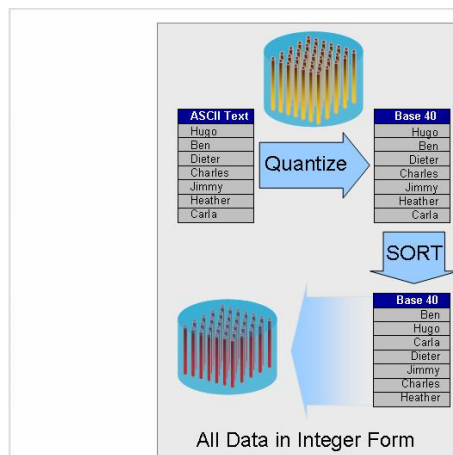 ASCII Text
Hugo
Ben
Dieter
Charles
Jimmy
Heather
Carla
Quantize
Base 40
Hugo
Ben
Dieter
Charles
Jimmy
Heather
Carla
SORT
Base 40
Ben
Hugo
Carla
Dieter
Jimmy
Charles
Heather
All Data in Integer Form